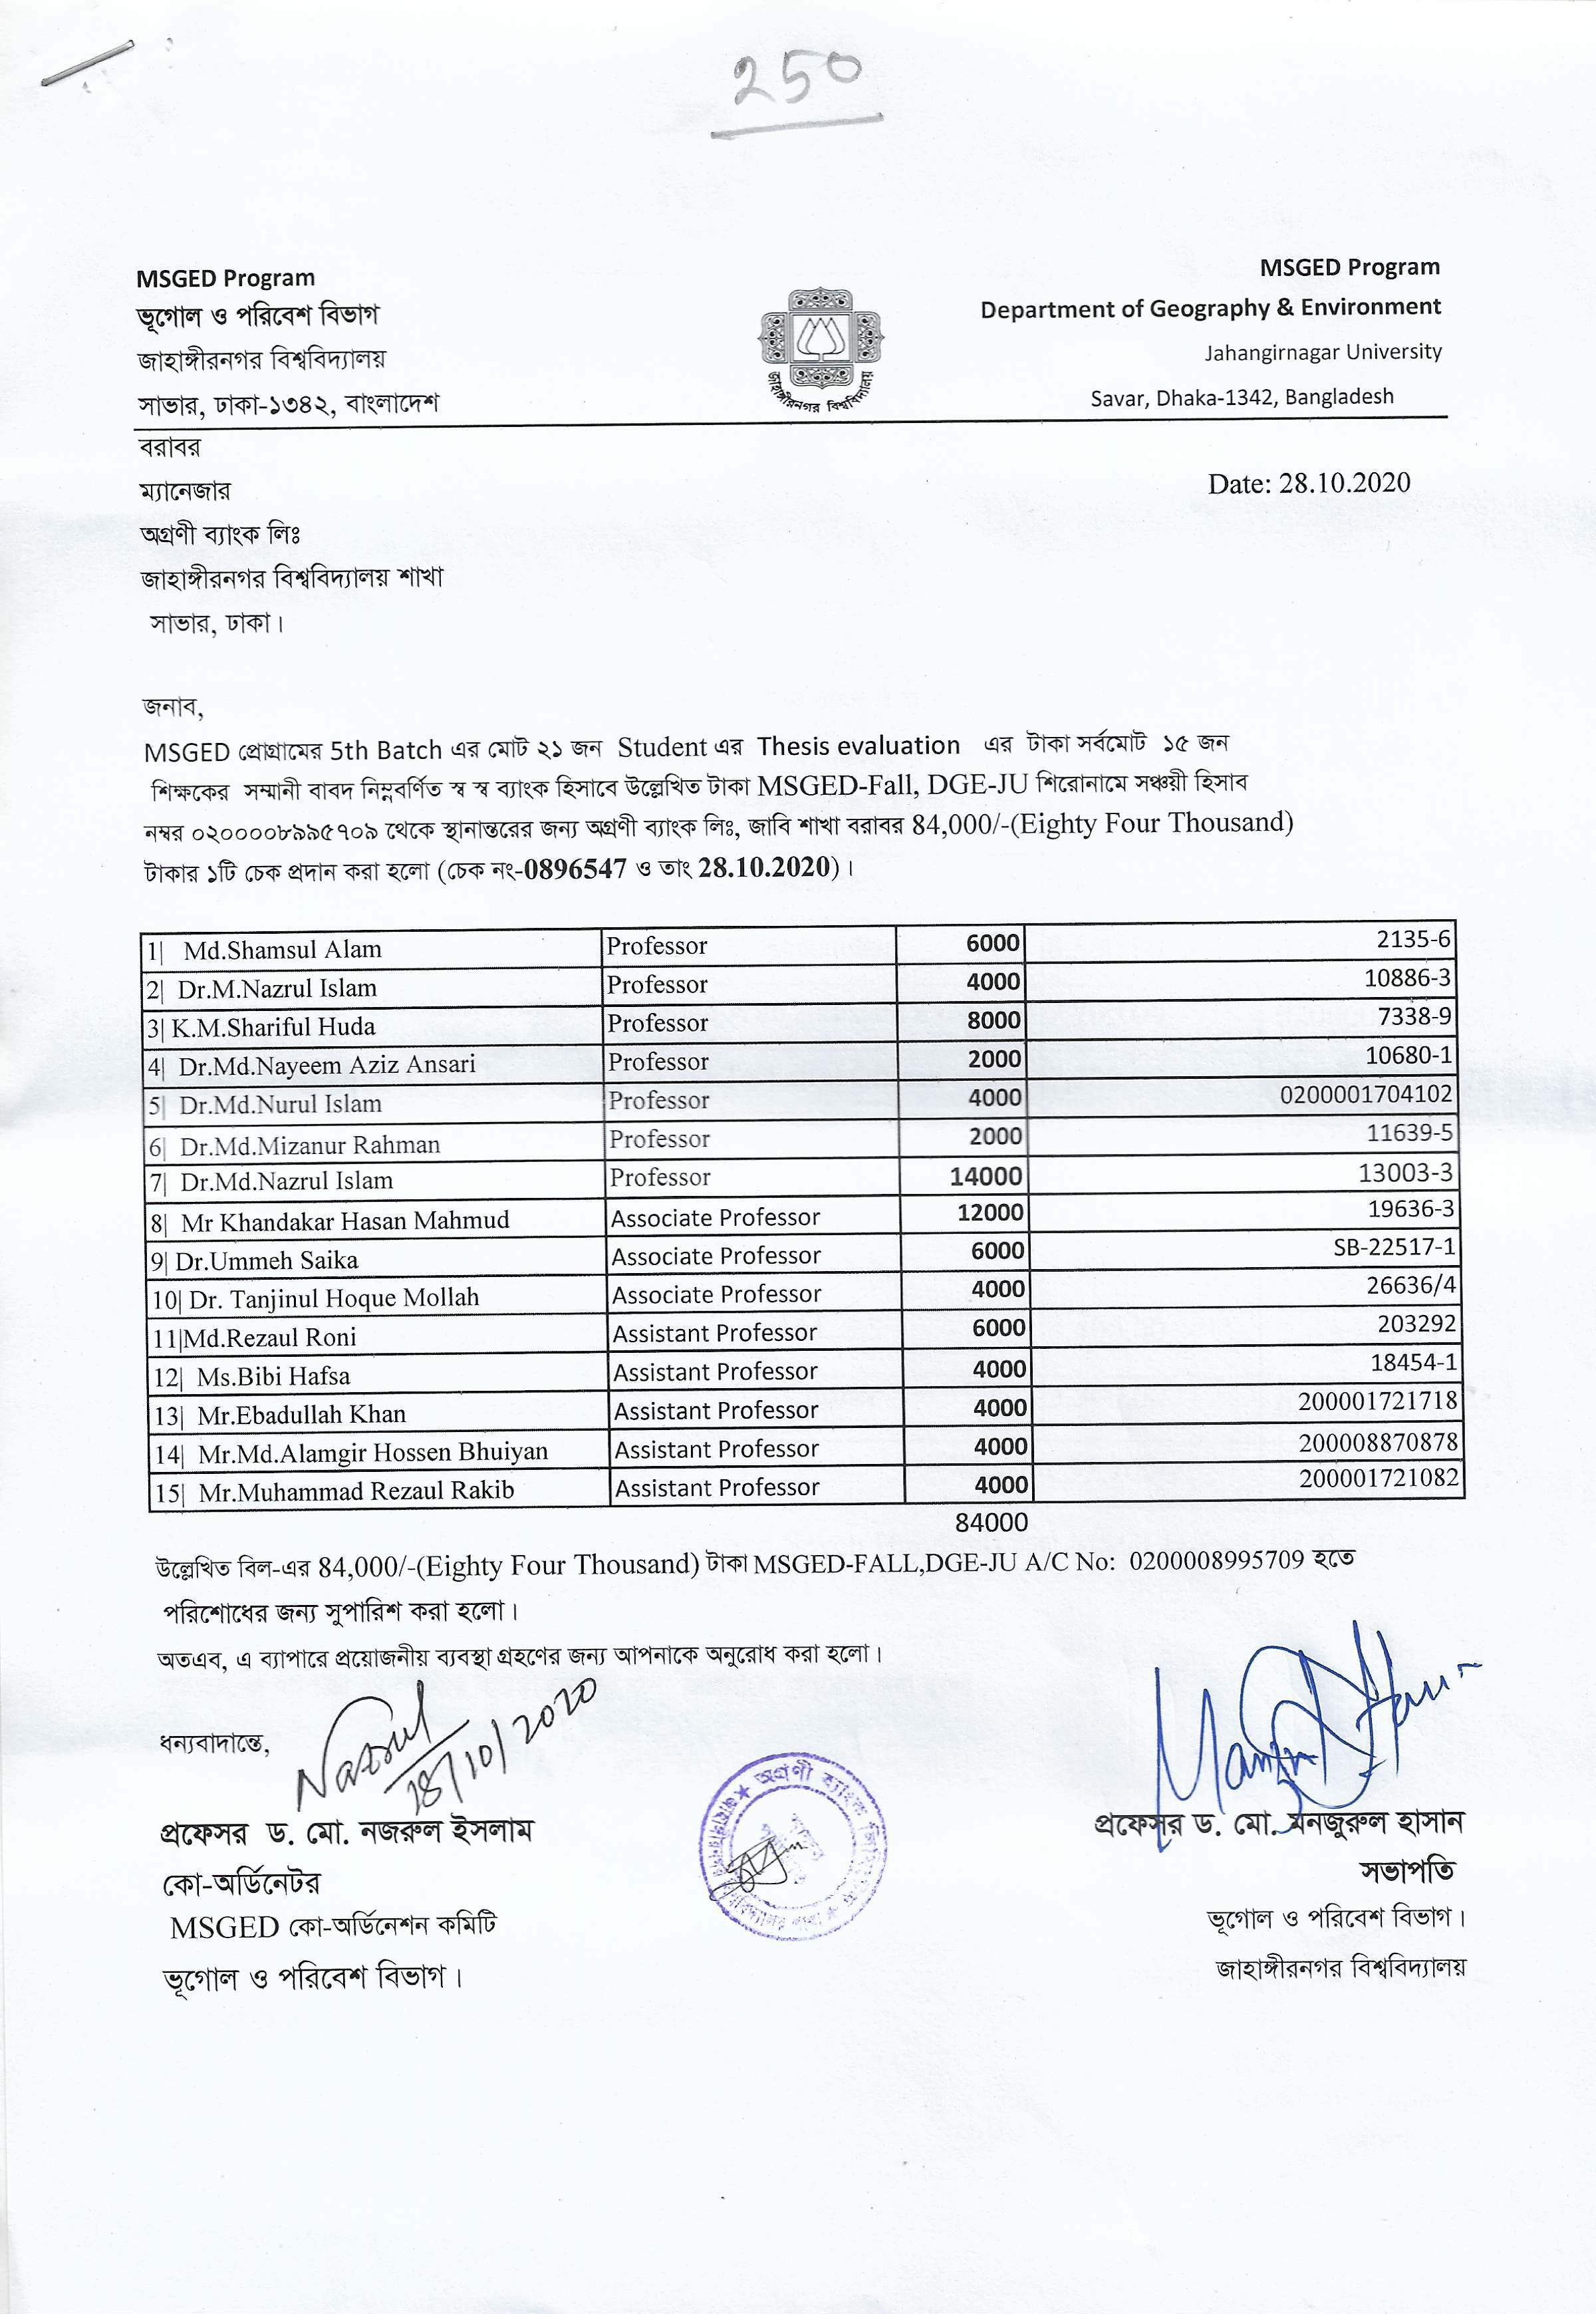 250
MSGED Program
ভূগোল ও পরিবেশ বিভাগ
জাহাঙ্গীরনগর বিশ্ববিদ্যালয়
সাভার, ঢাকা-১৩৪২, বাংলাদেশ
জাহাঙ্গীরনগর বিশ্ববিদ্যালয়
MSGED Program
Department of Geography & Environment
Jahangirnagar University
Savar, Dhaka-1342, Bangladesh
বরাবর
ম্যানেজার
Date: 28.10.2020
অগ্রণী ব্যাংক লিঃ
জাহাঙ্গীরনগর বিশ্ববিদ্যালয় শাখা
সাভার, ঢাকা।
জনাব,
MSGED প্রোগ্রামের 5th Batch এর মোট ২১ জন Student এর Thesis evaluation এর টাকা সর্বমোট ১৫ জন
শিক্ষকের সম্মানী বাবদ নিম্নবর্ণিত স্ব স্ব ব্যাংক হিসাবে উল্লেখিত টাকা MSGED-Fall, DGE-JU শিরোনামে সঞ্চয়ী হিসাব
নম্বর ০২০০০০৮৯৯৫৭০৯ থেকে স্থানান্তরের জন্য অগ্রণী ব্যাংক লিঃ, জাবি শাখা বরাবর 84,000/-(Eighty Four Thousand)
টাকার ১টি চেক প্রদান করা হলো (চেক নং-0896547 ও তাং 28.10.2020)।
1| Md.Shamsul Alam Professor 6000 2135-6
2| Dr.M.Nazrul Islam Professor 4000 10886-3
3| K.M.Shariful Huda Professor 8000 7338-9
4| Dr.Md.Nayeem Aziz Ansari Professor 2000 10680-1
5| Dr.Md.Nurul Islam Professor 4000 0200001704102
6| Dr.Md.Mizanur Rahman Professor 2000 11639-5
7| Dr.Md.Nazrul Islam Professor 14000 13003-3
8| Mr Khandakar Hasan Mahmud Associate Professor 12000 19636-3
9| Dr.Ummeh Saika Associate Professor 6000 SB-22517-1
10| Dr. Tanjinul Hoque Mollah Associate Professor 4000 26636/4
11|Md.Rezaul Roni Assistant Professor 6000 203292
12| Ms.Bibi Hafsa Assistant Professor 4000 18454-1
13| Mr.Ebadullah Khan Assistant Professor 4000 200001721718
14| Mr.Md.Alamgir Hossen Bhuiyan Assistant Professor 4000 200008870878
15| Mr.Muhammad Rezaul Rakib Assistant Professor 4000 200001721082
84000
উল্লেখিত বিল-এর 84,000/-(Eighty Four Thousand) টাকা MSGED-FALL,DGE-JU A/C No: 0200008995709 হতে
পরিশোধের জন্য সুপারিশ করা হলো।
অতএব, এ ব্যাপারে প্রয়োজনীয় ব্যবস্থা গ্রহণের জন্য আপনাকে অনুরোধ করা হলো।
ধন্যবাদান্তে,
Nazrul
28/10/2020
প্রফেসর ড. মো. নজরুল ইসলাম
কো-অর্ডিনেটর
MSGED কো-অর্ডিনেশন কমিটি
ভূগোল ও পরিবেশ বিভাগ।
অগ্রণী ব্যাংক লিমিটেড
প্রফেসর ড. মো. মনজুরুল হাসান
সভাপতি
ভূগোল ও পরিবেশ বিভাগ।
জাহাঙ্গীরনগর বিশ্ববিদ্যালয়